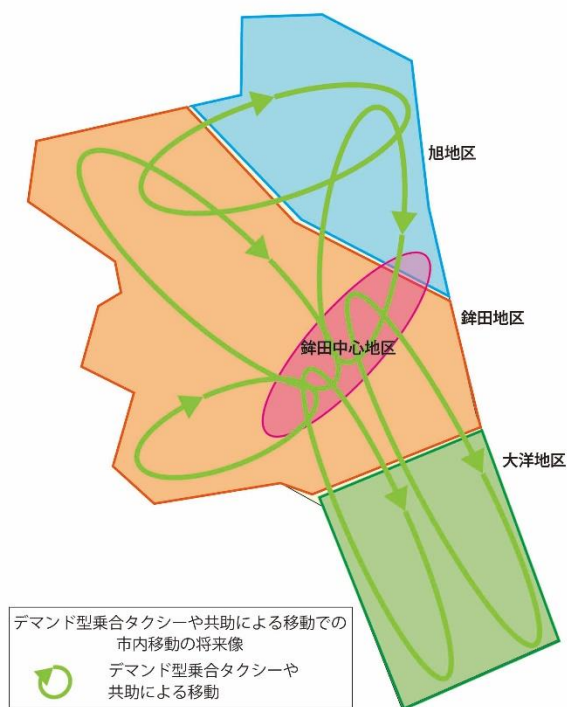 旭地区
鉾田地区
鉾田中心地区
大洋地区
デマンド型乗合タクシーや共助による移動での
市内移動の将来像
デマンド型乗合タクシーや
共助による移動